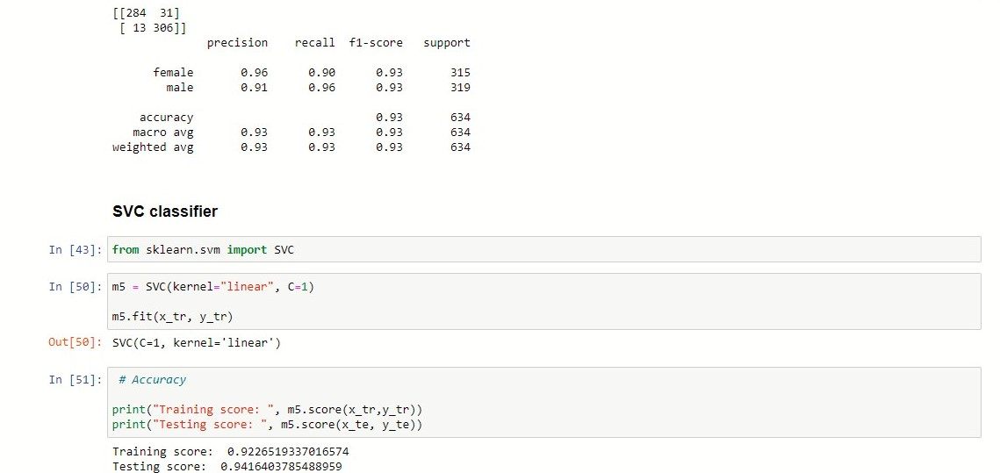 [[284  31]
 [ 13 306]]
              precision    recall  f1-score   support

      female       0.96      0.90      0.93       315
        male       0.91      0.96      0.93       319

    accuracy                           0.93       634
   macro avg       0.93      0.93      0.93       634
weighted avg       0.93      0.93      0.93       634

SVC classifier
In [43]: from sklearn.svm import SVC
In [50]: m5 = SVC(kernel="linear", C=1)
m5.fit(x_tr, y_tr)
Out[50]: SVC(C=1, kernel='linear')
In [51]: # Accuracy
print("Training score: ", m5.score(x_tr,y_tr))
print("Testing score: ", m5.score(x_te, y_te))
Training score:  0.9226519337016574
Testing score:  0.9416403785488959